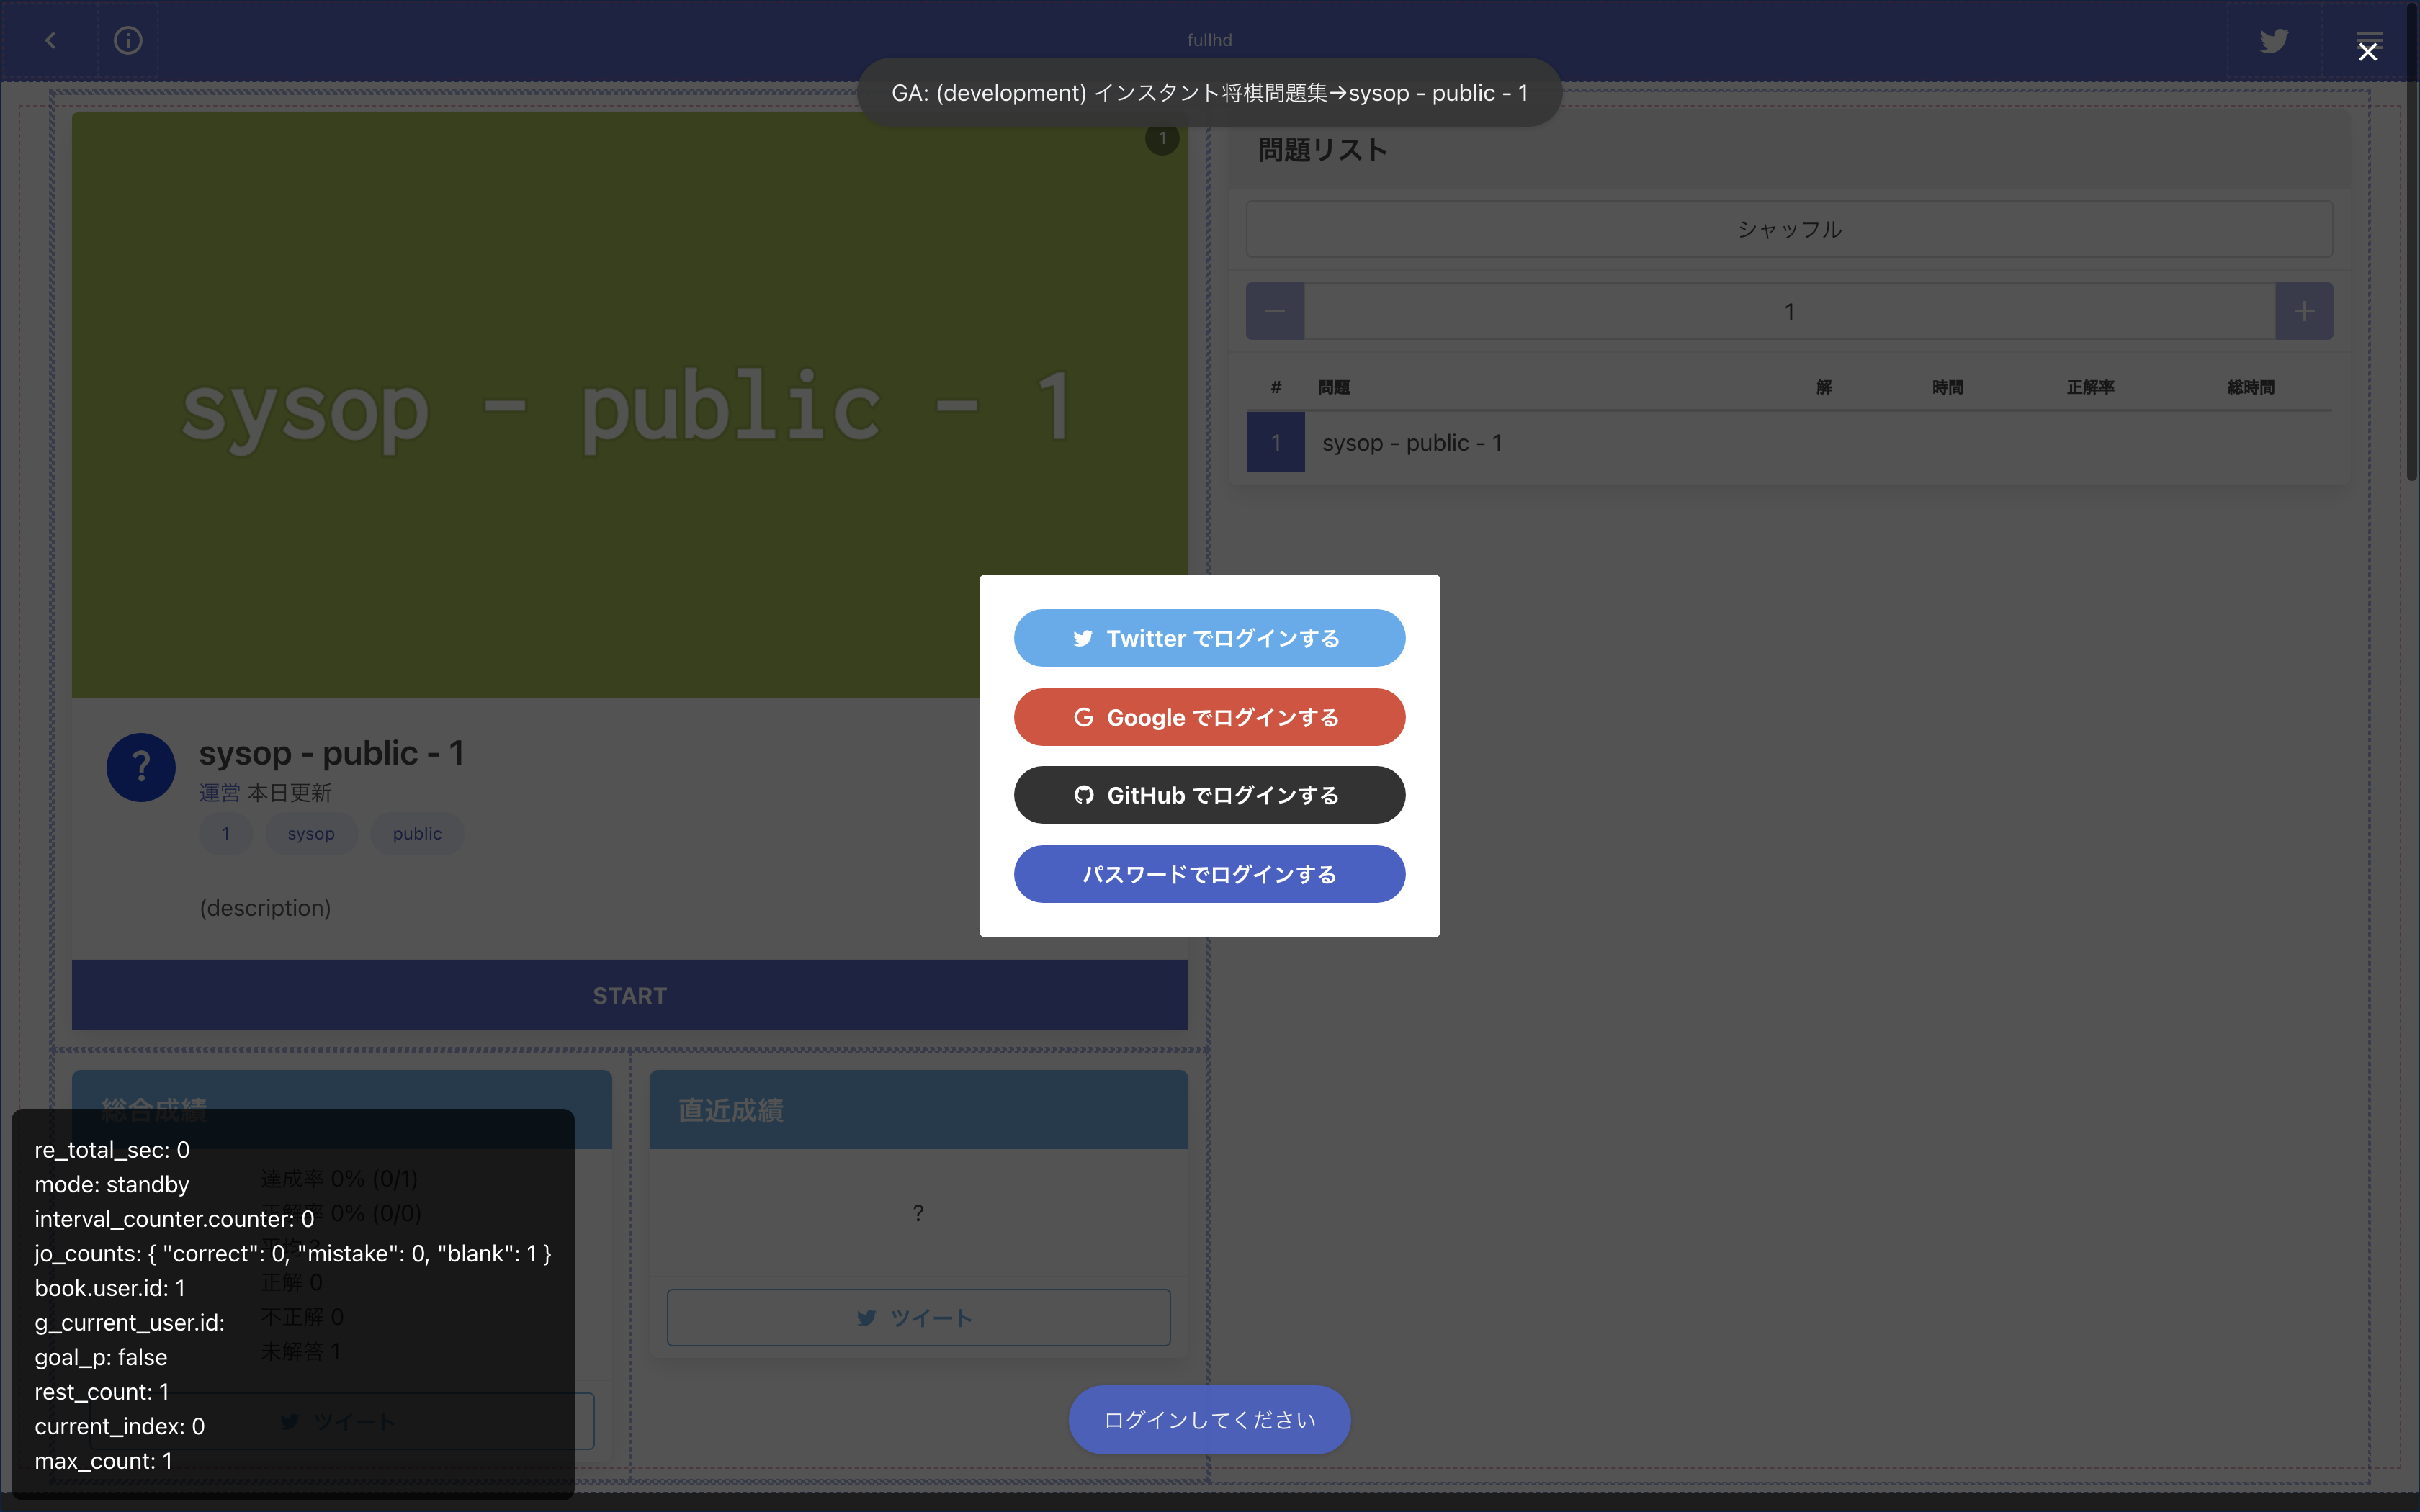 fullhd
GA: (development) インスタント将棋問題集→sysop - public - 1
1
sysop - public - 1
?
sysop - public - 1
運営 本日更新
1 sysop public
(description)
START
問題リスト
シャッフル
1
# 問題 解 時間 正解率 総時間
1 sysop - public - 1
Twitter でログインする
Google でログインする
GitHub でログインする
パスワードでログインする
総合成績
達成率 0% (0/1)
正解率 0% (0/0)
平均 ?
正解 0
不正解 0
未解答 1
ツイート
直近成績
?
ツイート
re_total_sec: 0
mode: standby
interval_counter.counter: 0
jo_counts: { "correct": 0, "mistake": 0, "blank": 1 }
book.user.id: 1
g_current_user.id:
goal_p: false
rest_count: 1
current_index: 0
max_count: 1
ログインしてください